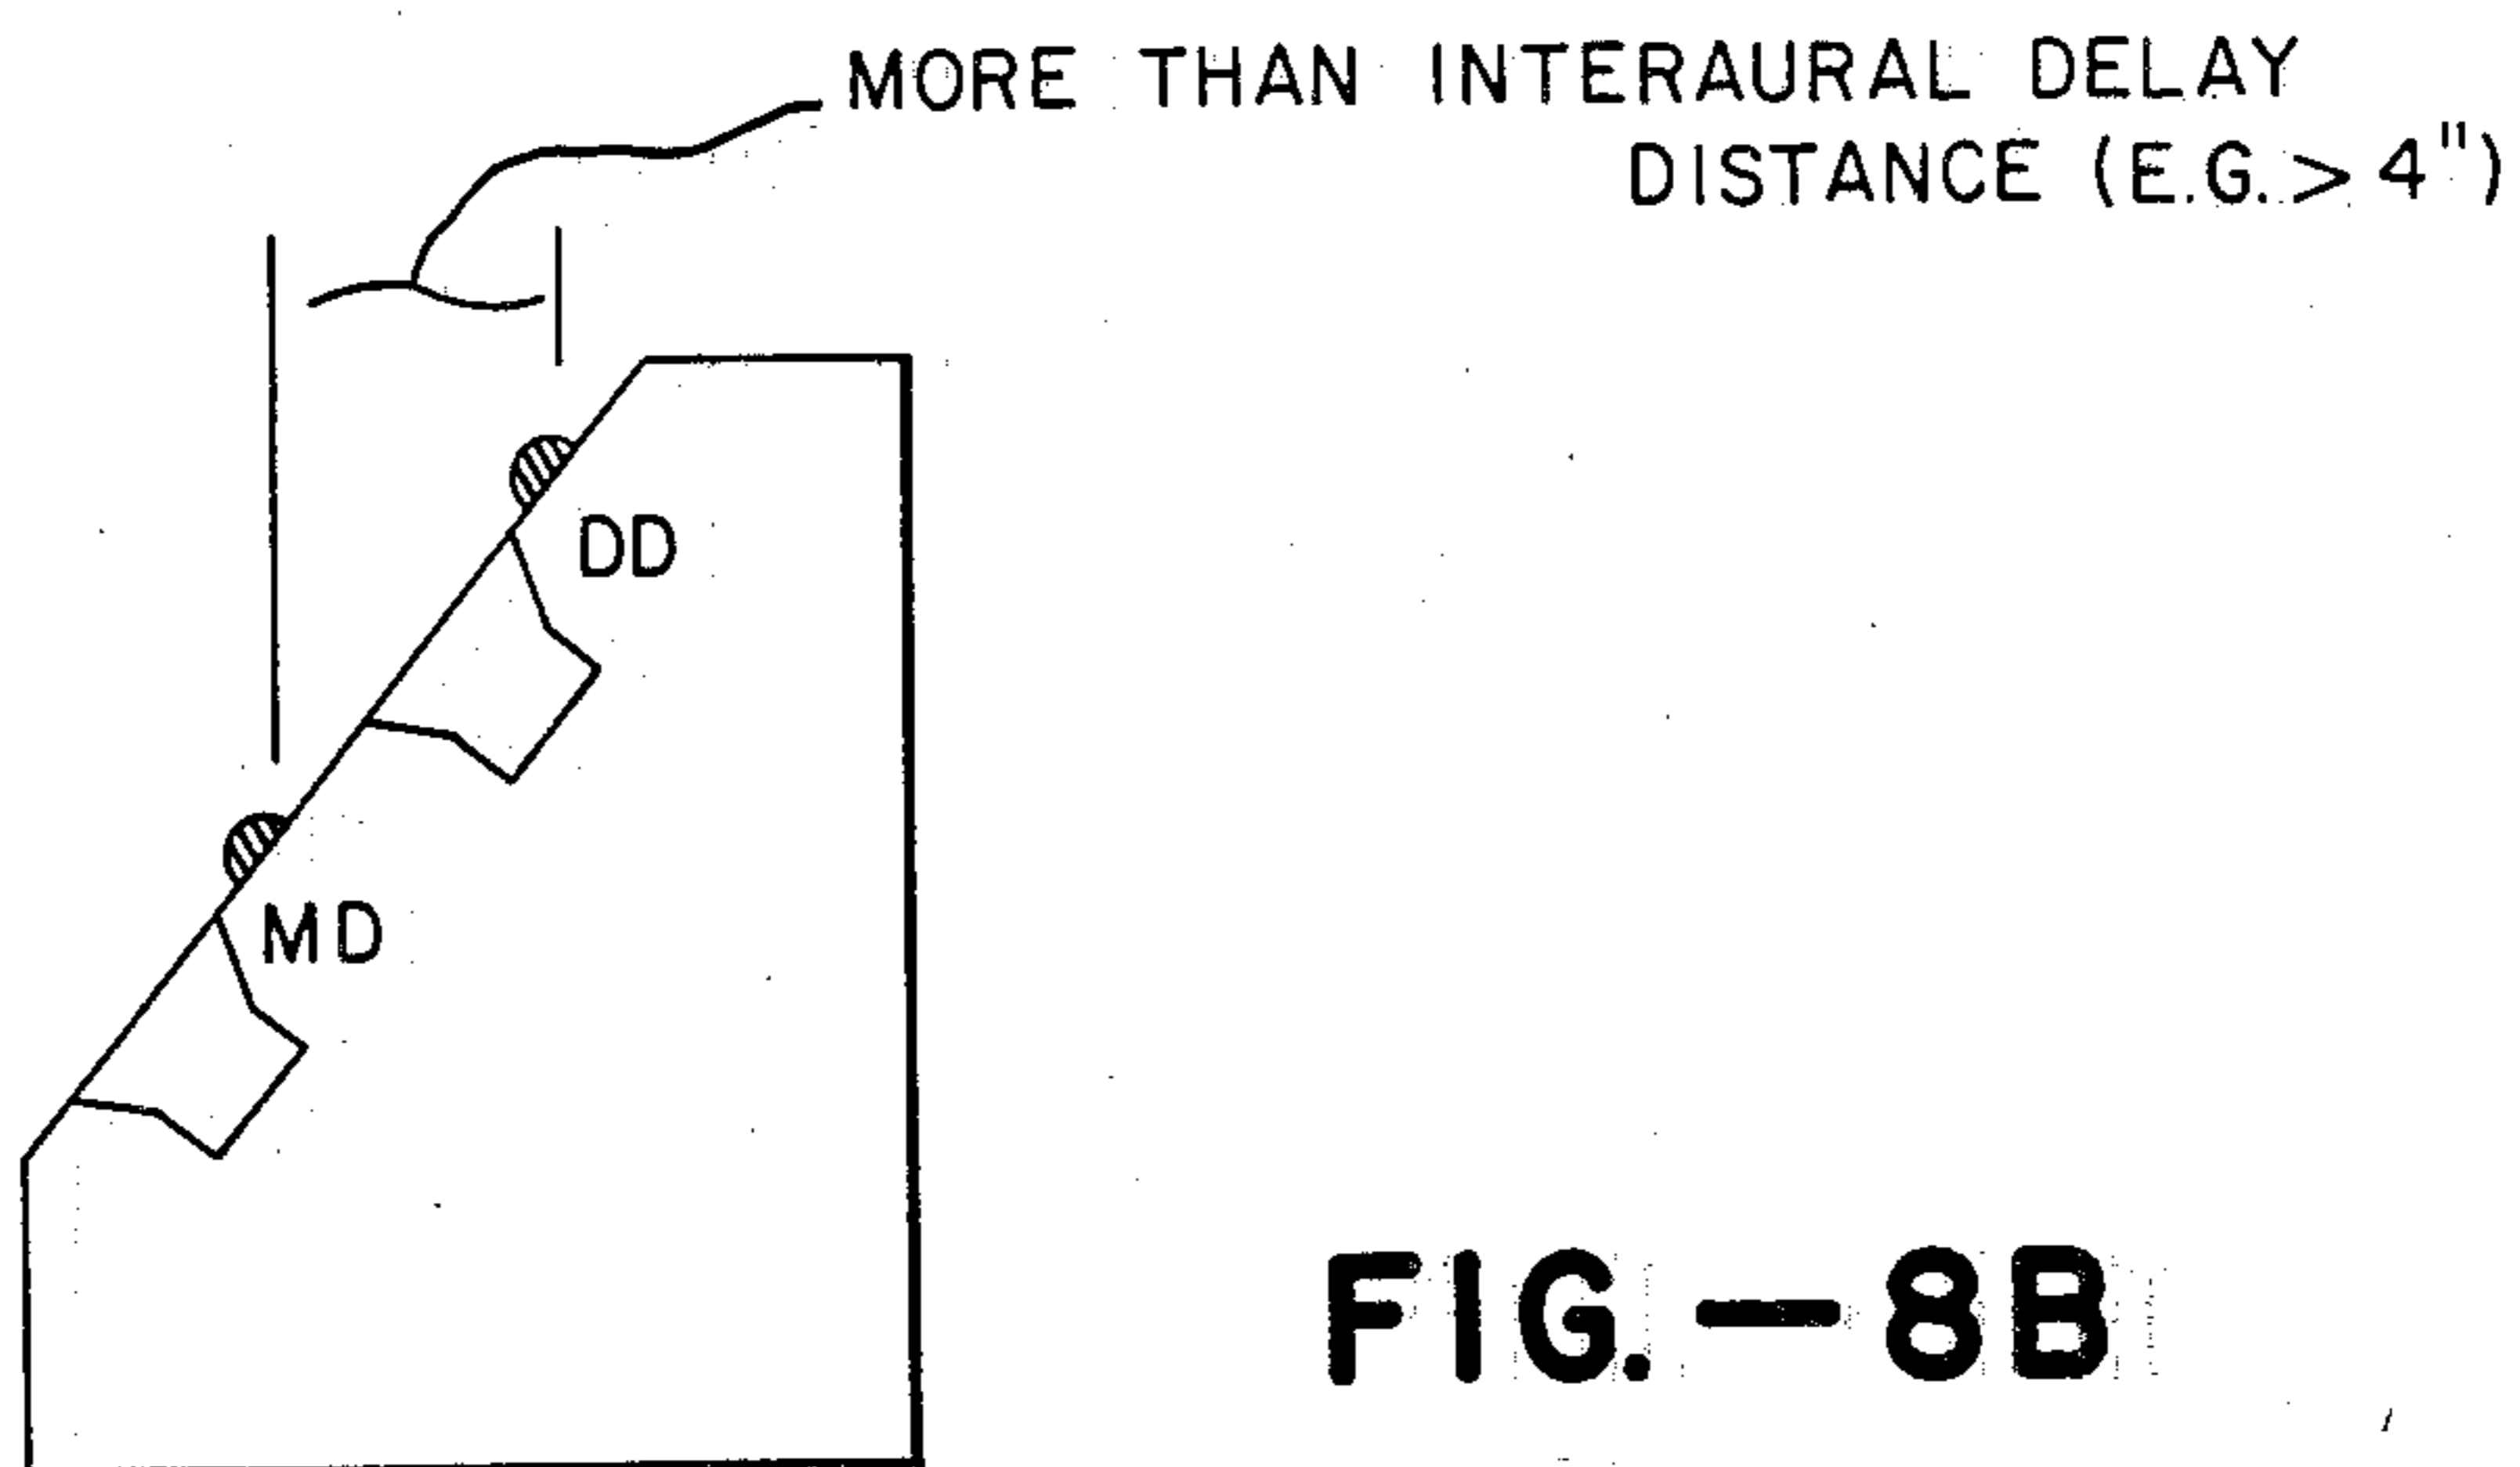 MORE THAN INTERAURAL DELAY
DISTANCE (E.G. > 4")
DD
MD
FIG.—8B